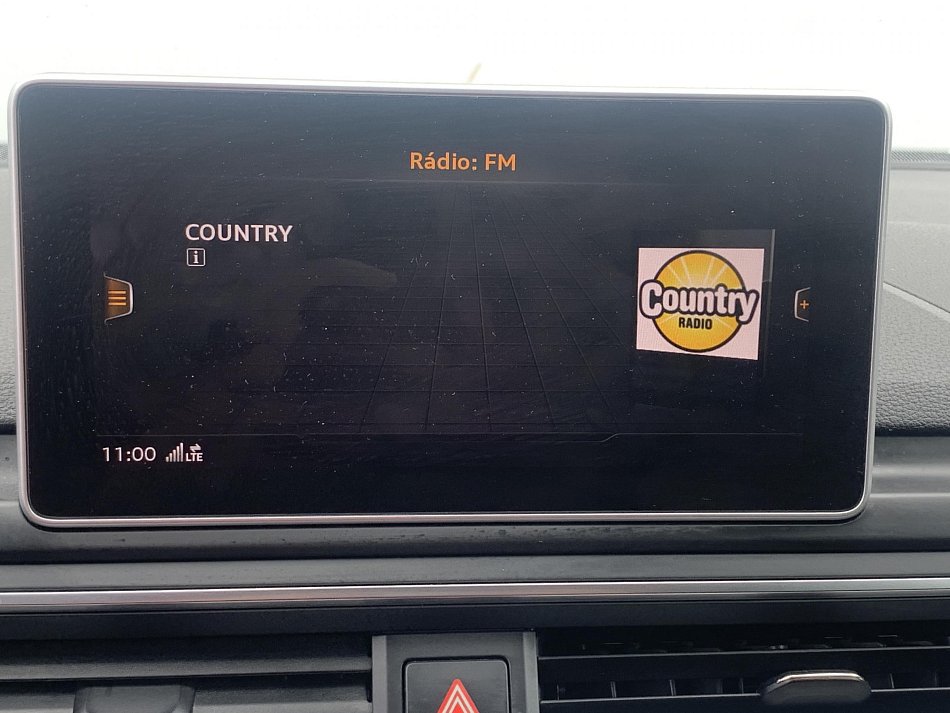 Rádio: FM
COUNTRY
i
Country
RADIO
11:00 LTE